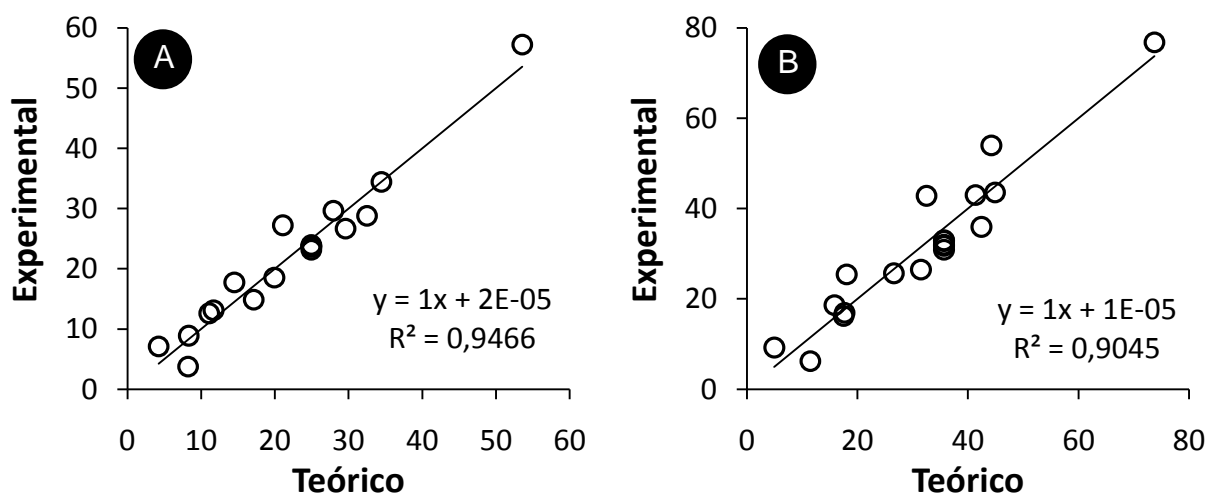 A
Experimental
60
50
40
30
20
10
0
y = 1x + 2E-05
R² = 0,9466
0 10 20 30 40 50 60
Teórico
B
Experimental
80
60
40
20
0
y = 1x + 1E-05
R² = 0,9045
0 20 40 60 80
Teórico